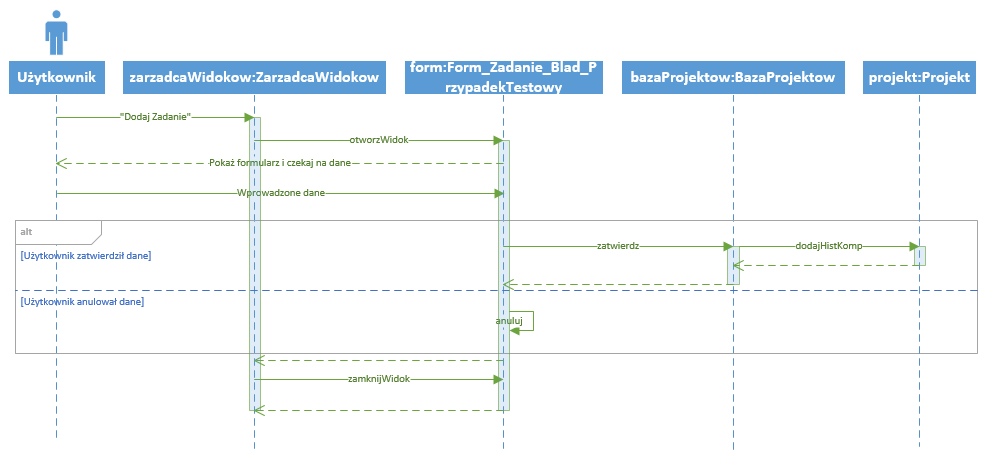 Użytkownik
zarzadcaWidokow:ZarzadcaWidokow
form:Form_Zadanie_Blad_P
rzypadekTestowy
bazaProjektow:BazaProjektow
projekt:Projekt
"Dodaj Zadanie"
otworzWidok
Pokaż formularz i czekaj na dane
Wprowadzone dane
alt
[Użytkownik zatwierdził dane]
zatwierdz
dodajHistKomp
[Użytkownik anulował dane]
anuluj
zamknijWidok